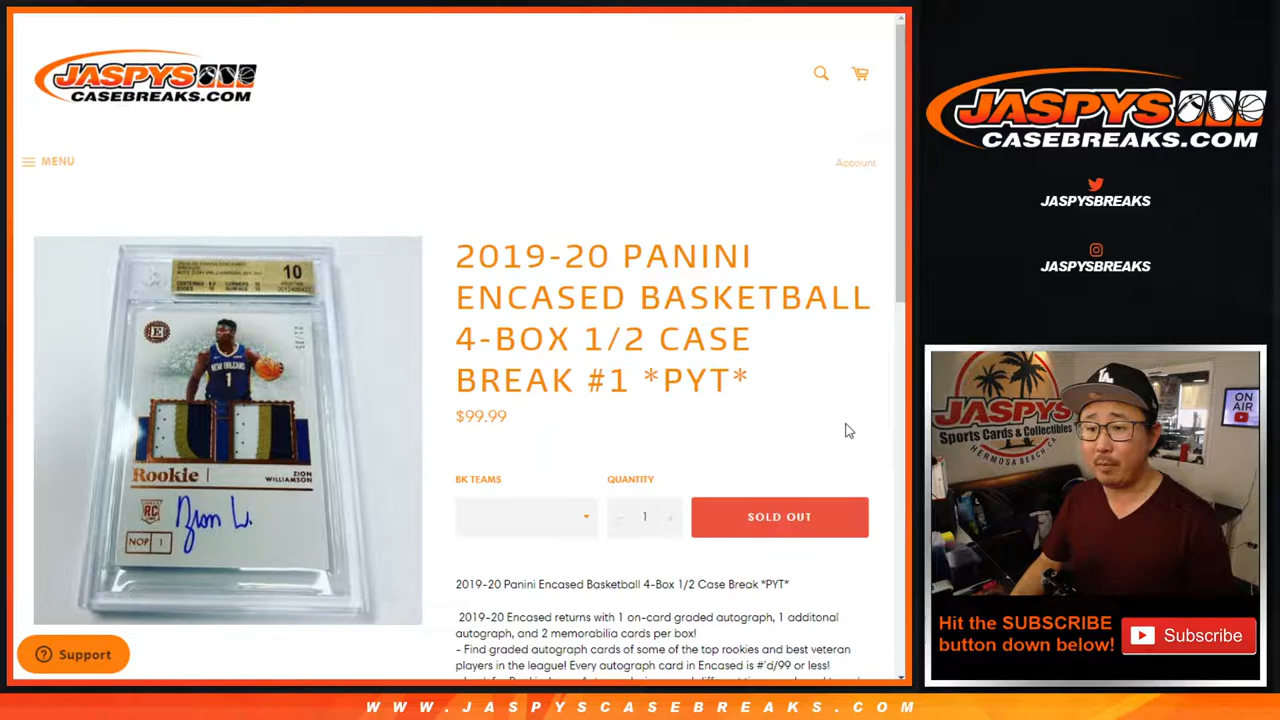 JASPYS
CASEBREAKS.COM
MENU
Account
10
Rookie
ZION
WILLIAMSON
RC
Zion W.
NOP 1
NEW ORLEANS
1
E
2019-20 PANINI
ENCASED BASKETBALL
4-BOX 1/2 CASE
BREAK #1 *PYT*
$99.99
BK TEAMS
QUANTITY
1
SOLD OUT
2019-20 Panini Encased Basketball 4-Box 1/2 Case Break *PYT*
2019-20 Encased returns with 1 on-card graded autograph, 1 additonal
autograph, and 2 memorabilia cards per box!
- Find graded autograph cards of some of the top rookies and best veteran
players in the league! Every autograph card in Encased is #'d/99 or less!
Support
JASPYS
CASEBREAKS.COM
JASPYSBREAKS
JASPYSBREAKS
JASPYS
Sports Cards & Collectibles
HERMOSA BEACH, CA
LA
ON
AIR
Hit the SUBSCRIBE
button down below!
Subscribe
WWW.JASPYSCASEBREAKS.COM